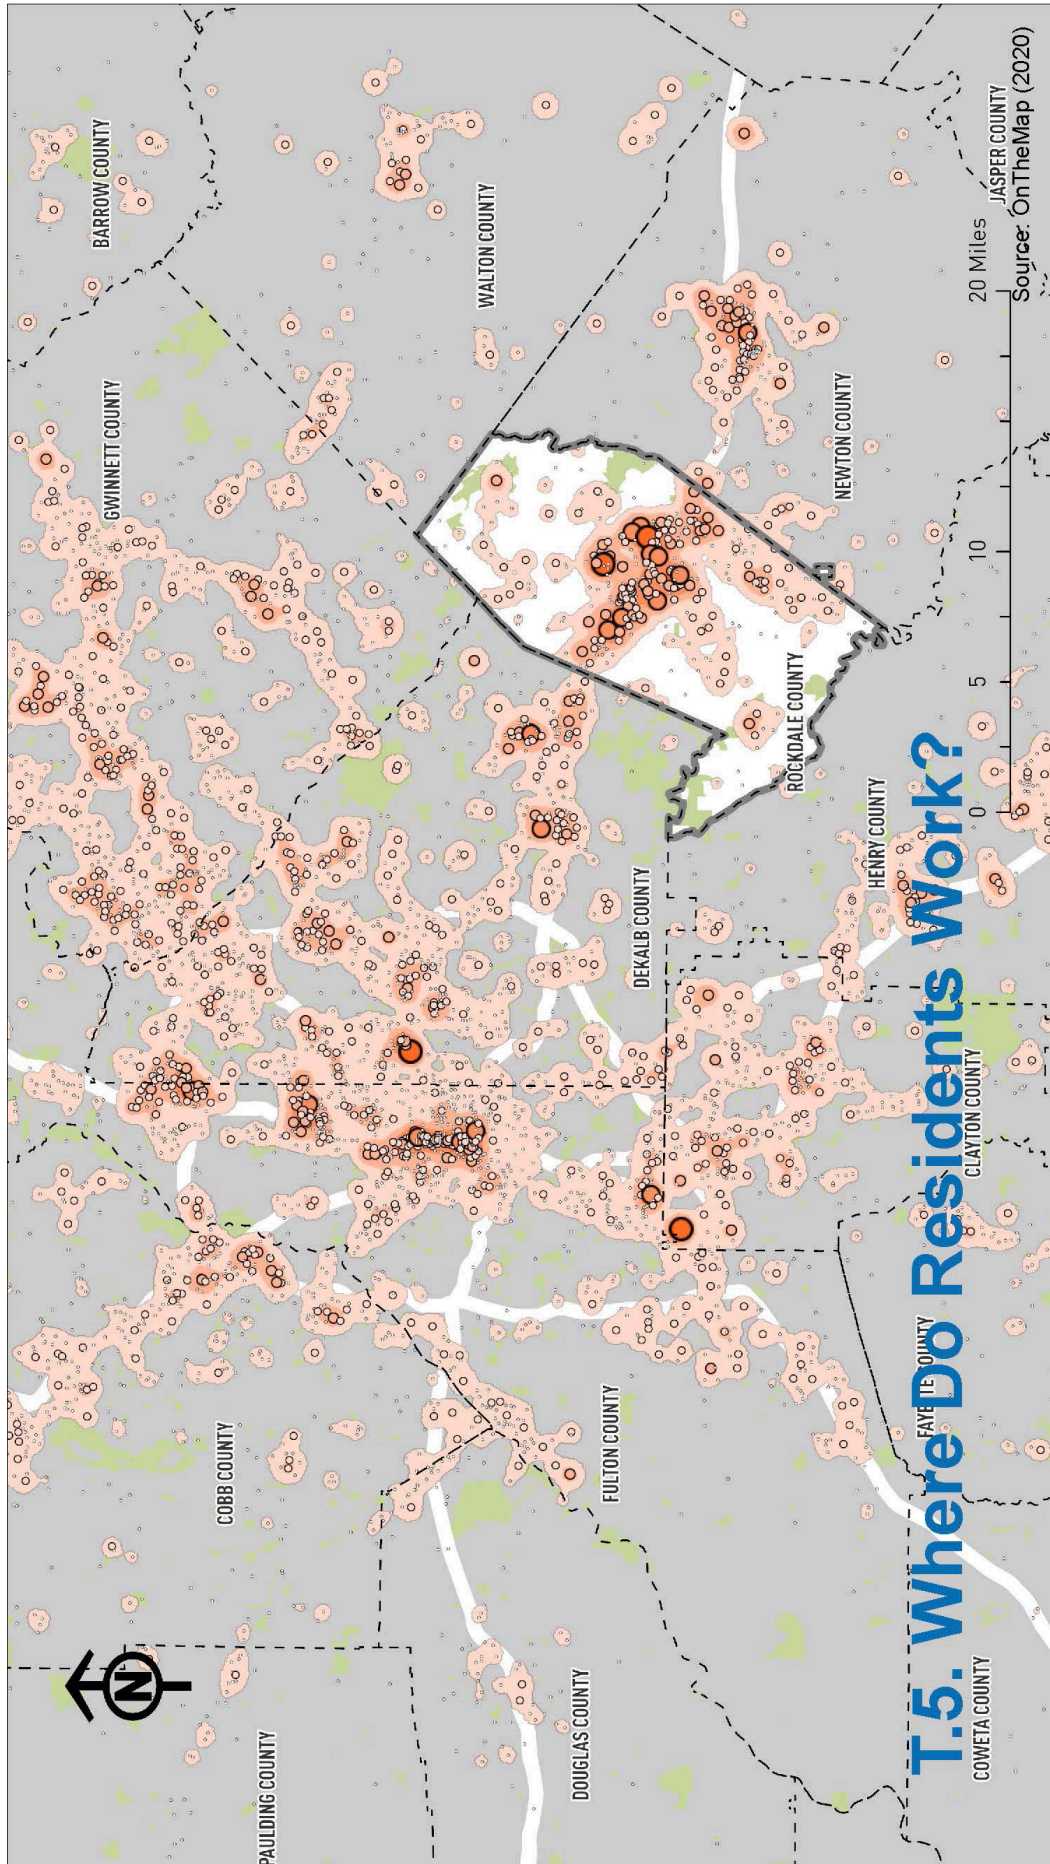 BARROW COUNTY
GWINNETT COUNTY
WALTON COUNTY
COBB COUNTY
PAULDING COUNTY
N
DEKALB COUNTY
FULTON COUNTY
DOUGLAS COUNTY
ROCKDALE COUNTY
NEWTON COUNTY
HENRY COUNTY
CLAYTON COUNTY
FAYETTE COUNTY
COWETA COUNTY
JASPER COUNTY
T.5. Where Do Residents Work?
0 5 10 20 Miles
Source: OnTheMap (2020)